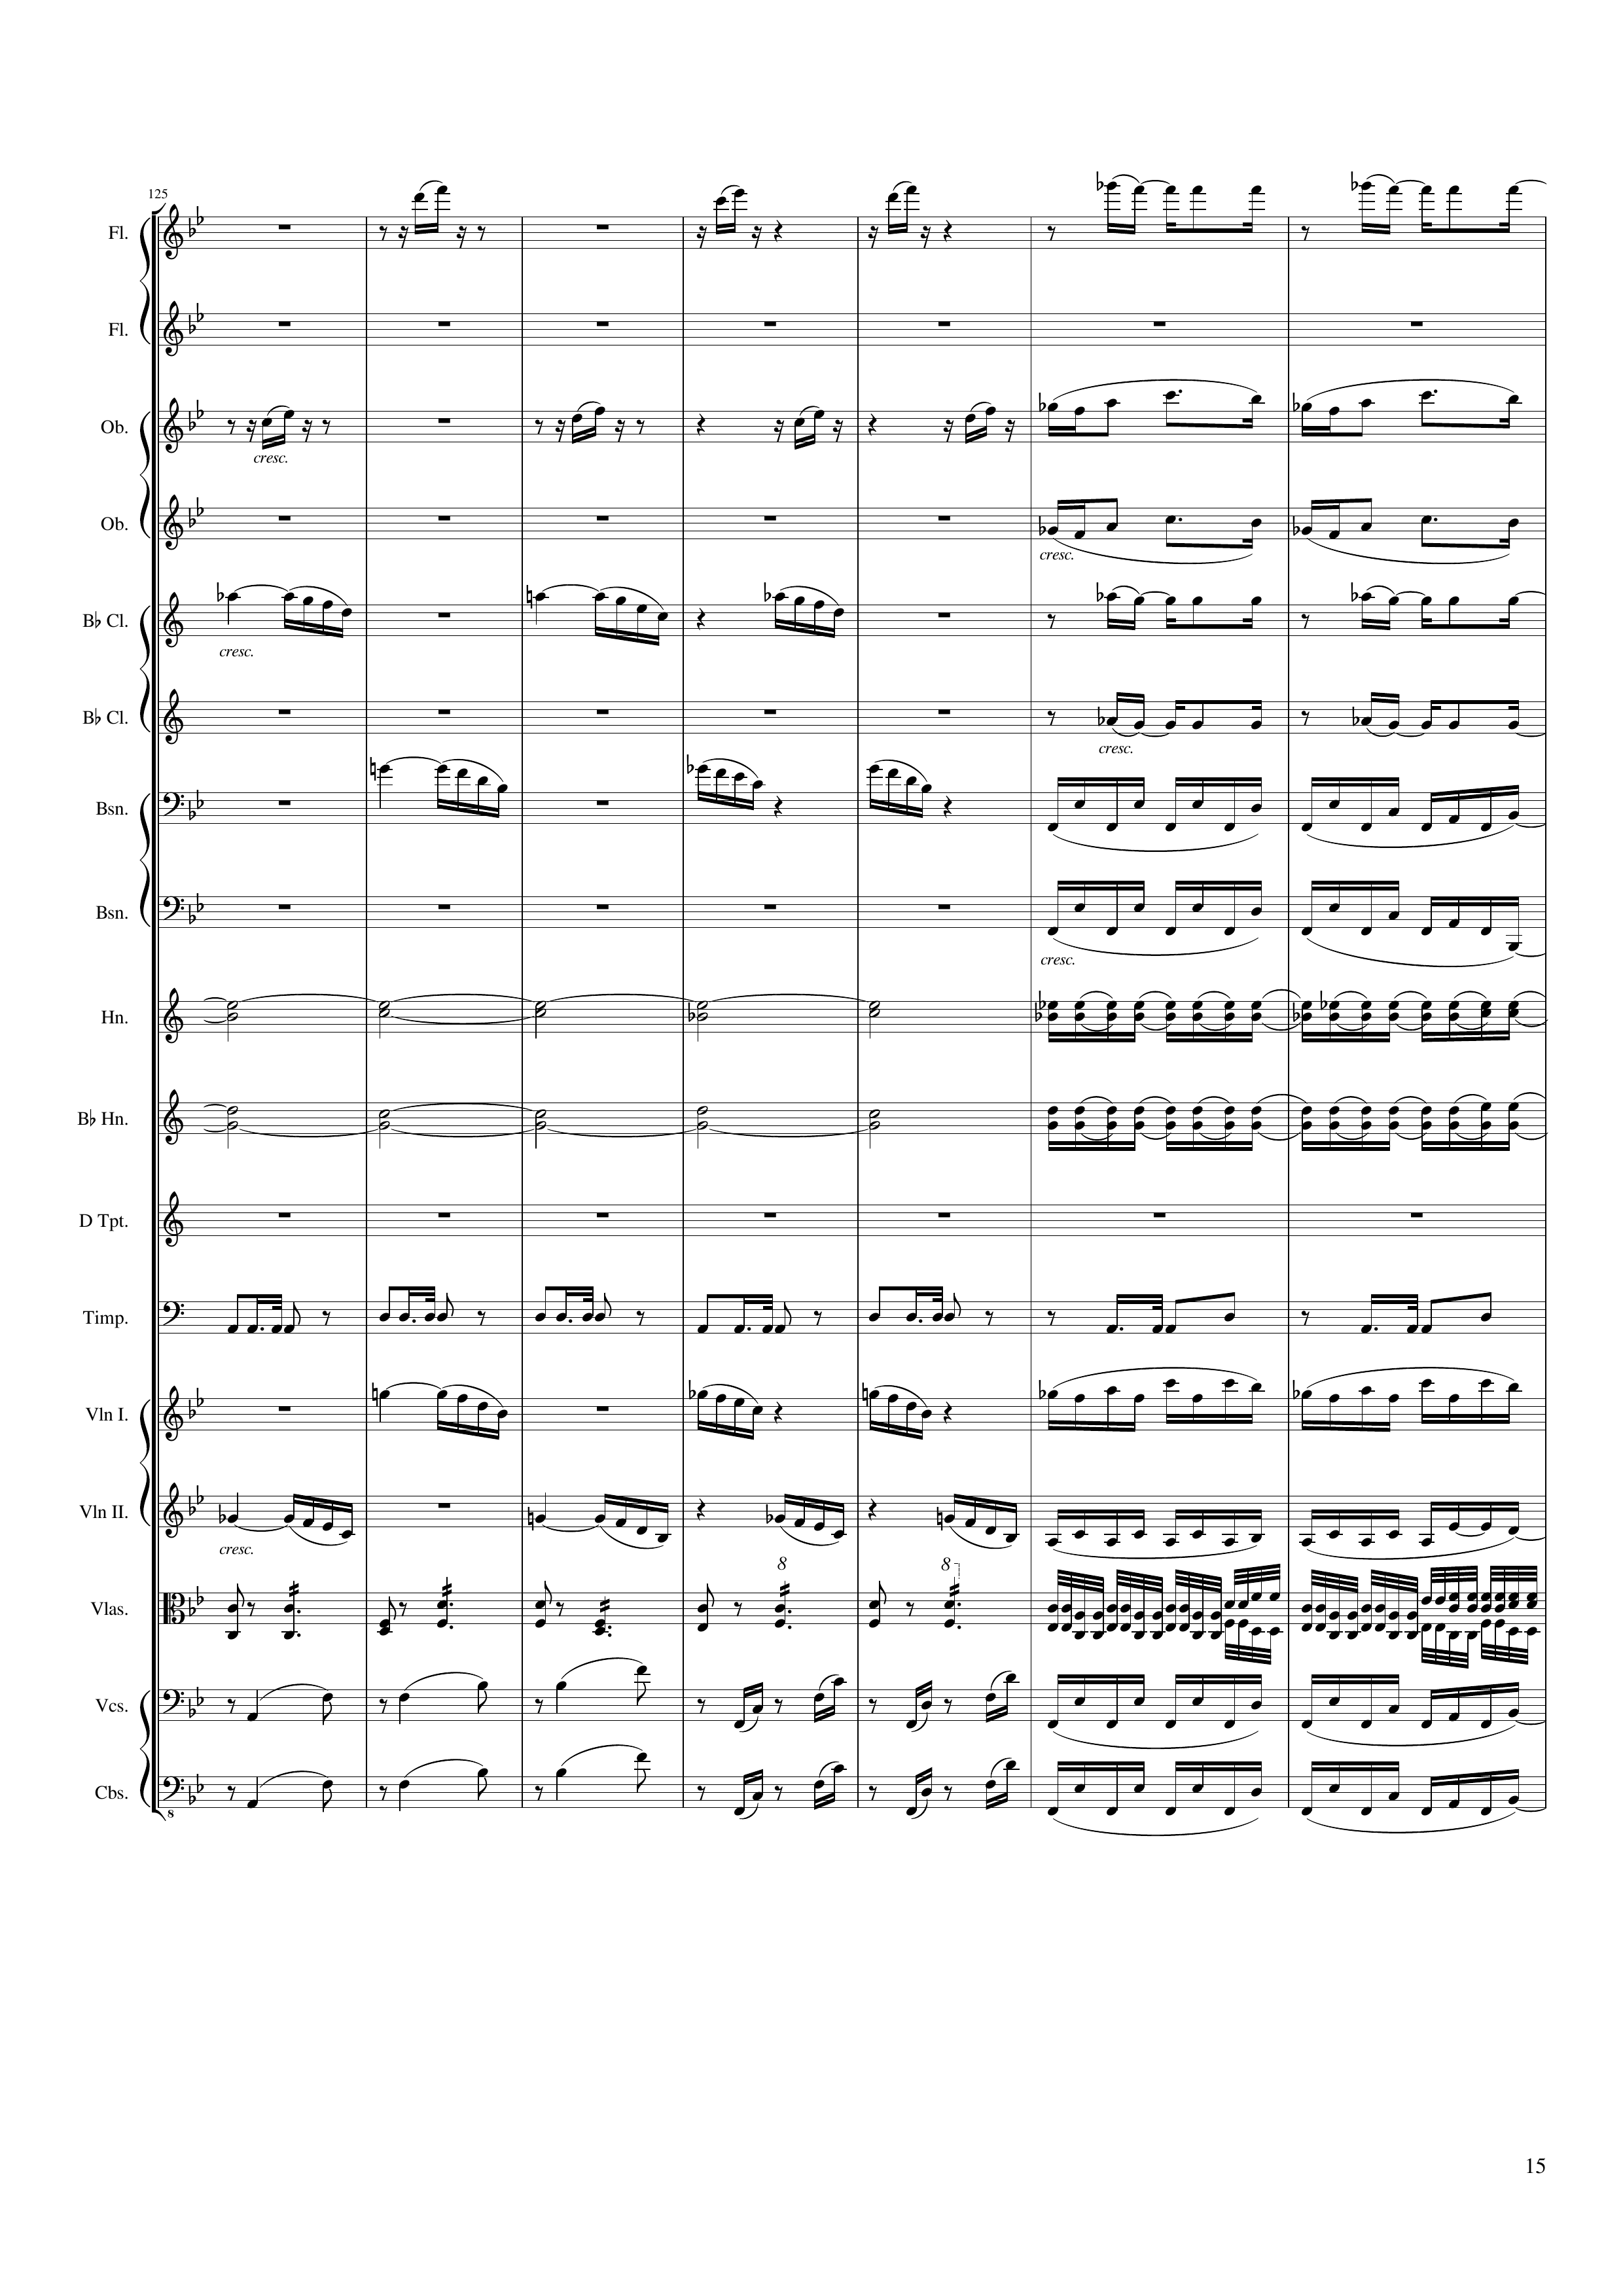 125
Fl.
Fl.
Ob.
cresc.
Ob.
cresc.
B♭ Cl.
cresc.
B♭ Cl.
cresc.
Bsn.
Bsn.
cresc.
Hn.
B♭ Hn.
D Tpt.
Timp.
Vln I.
Vln II.
cresc.
8 8
Vlas.
Vcs.
Cbs.
8
15